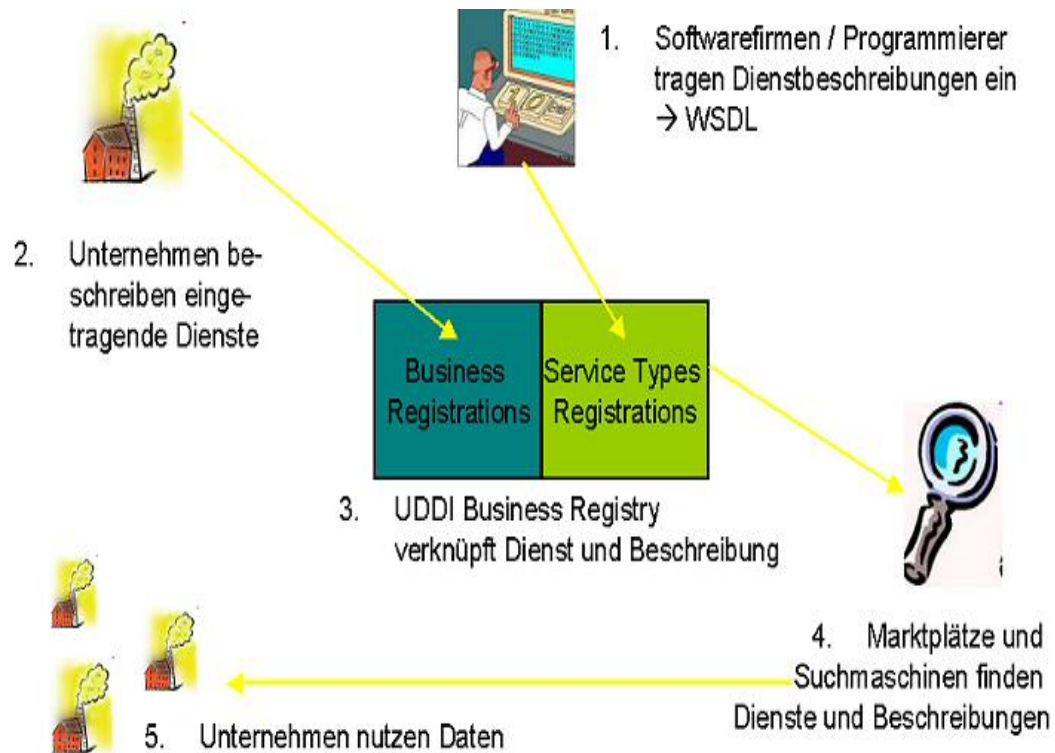 1. Softwarefirmen / Programmierer
tragen Dienstbeschreibungen ein
→ WSDL
2. Unternehmen be-
schreiben einge-
tragende Dienste
Business
Registrations
Service Types
Registrations
3. UDDI Business Registry
verknüpft Dienst und Beschreibung
4. Marktplätze und
Suchmaschinen finden
Dienste und Beschreibungen
5. Unternehmen nutzen Daten